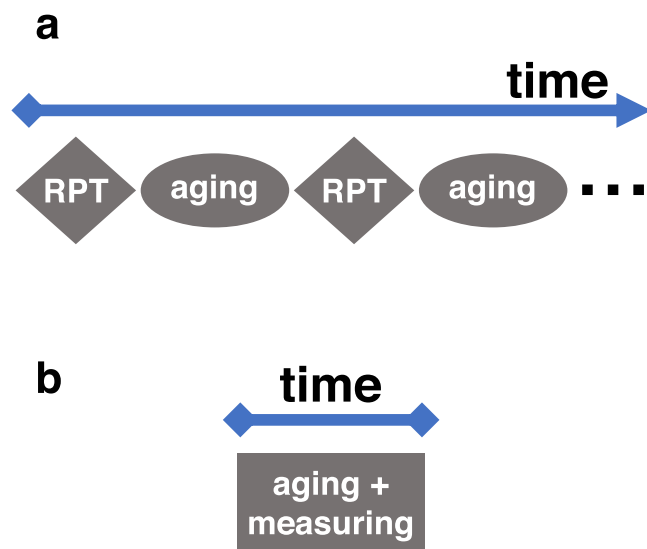 a
time
RPT aging RPT aging ...
b
time
aging +
measuring